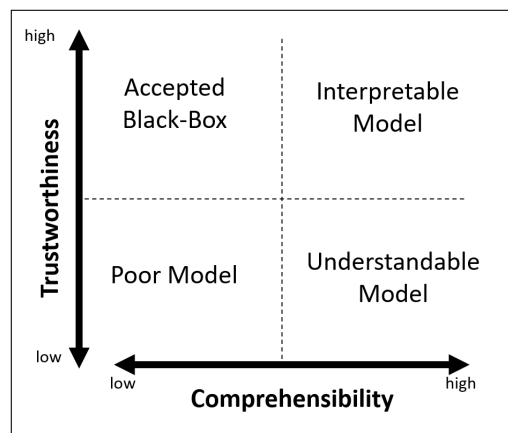 high
Accepted
Black-Box
Interpretable
Model
Trustworthiness
Poor Model
Understandable
Model
low
low
high
Comprehensibility